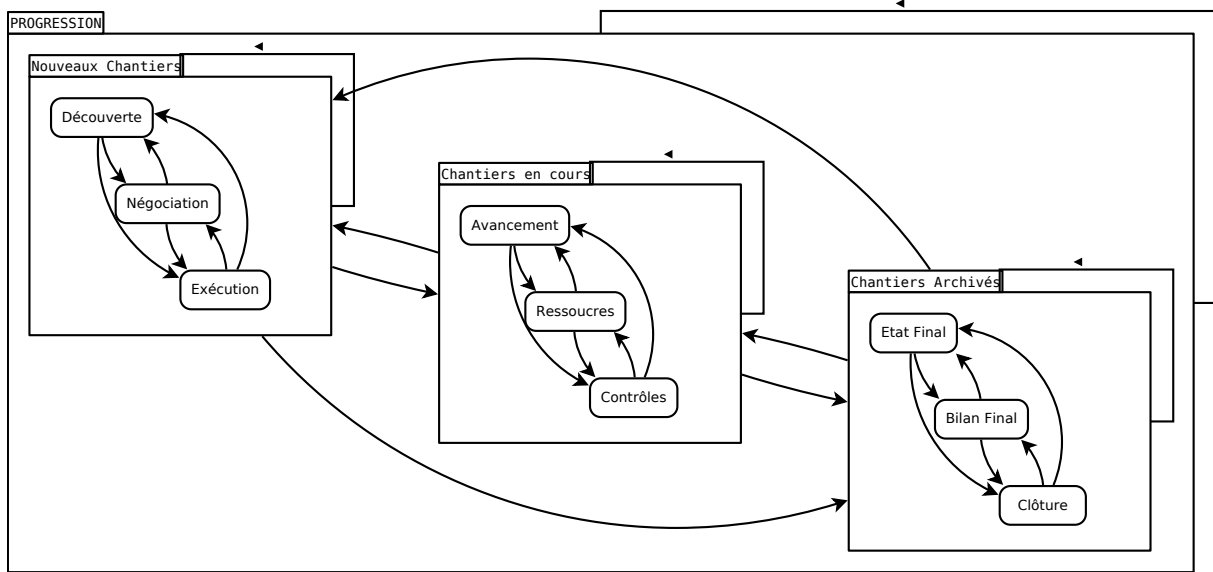 PROGRESSION
Nouveaux Chantiers
Découverte
Négociation
Exécution
Chantiers en cours
Avancement
Ressoucres
Contrôles
Chantiers Archivés
Etat Final
Bilan Final
Clôture